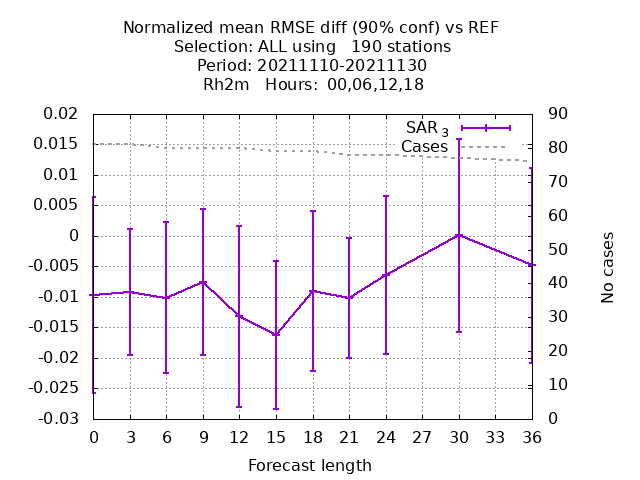 Normalized mean RMSE diff (90% conf) vs REF
Selection: ALL using   190 stations
Period: 20211110-20211130
Rh2m   Hours:  00,06,12,18
0.02
0.015
0.01
0.005
0
-0.005
-0.01
-0.015
-0.02
-0.025
-0.03
SAR 3
Cases
90
80
70
60
50
40
30
20
10
0
No cases
0 3 6 9 12 15 18 21 24 27 30 33 36
Forecast length